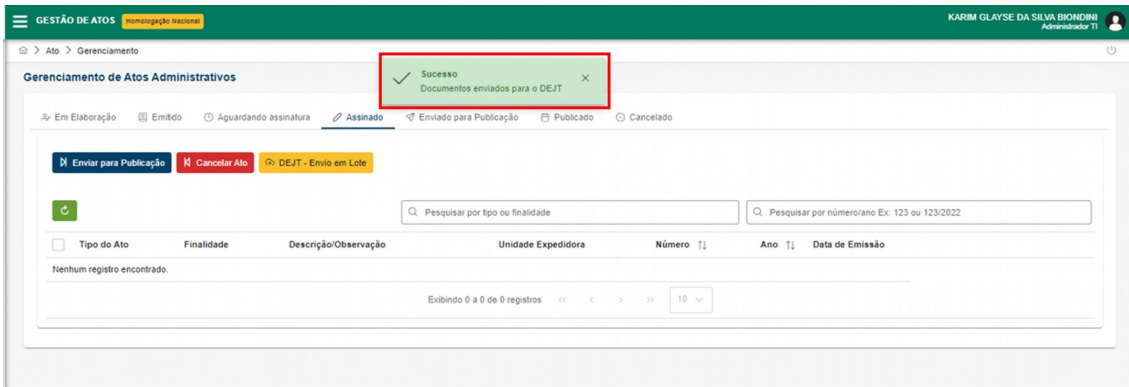 GESTÃO DE ATOS Homologação Nacional KARIM GLAYSE DA SILVA BIONDINI
Administrador TI
Ato > Gerenciamento
Gerenciamento de Atos Administrativos
Sucesso
Documentos enviados para o DEJT
Em Elaboração Emitido Aguardando assinatura Assinado Enviado para Publicação Publicado Cancelado
Enviar para Publicação Cancelar Ato DEJT - Envio em Lote
Pesquisar por tipo ou finalidade Pesquisar por número/ano Ex: 123 ou 123/2022
Tipo do Ato Finalidade Descrição/Observação Unidade Expedidora Número Ano Data de Emissão
Nenhum registro encontrado.
Exibindo 0 a 0 de 0 registros << < > >> 10